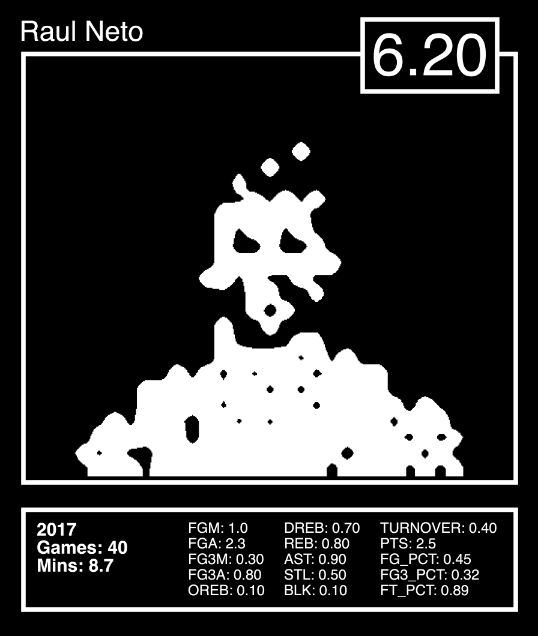 Raul Neto
6.20
2017
Games: 40
Mins: 8.7
FGM: 1.0
FGA: 2.3
FG3M: 0.30
FG3A: 0.80
OREB: 0.10
DREB: 0.70
REB: 0.80
AST: 0.90
STL: 0.50
BLK: 0.10
TURNOVER: 0.40
PTS: 2.5
FG_PCT: 0.45
FG3_PCT: 0.32
FT_PCT: 0.89